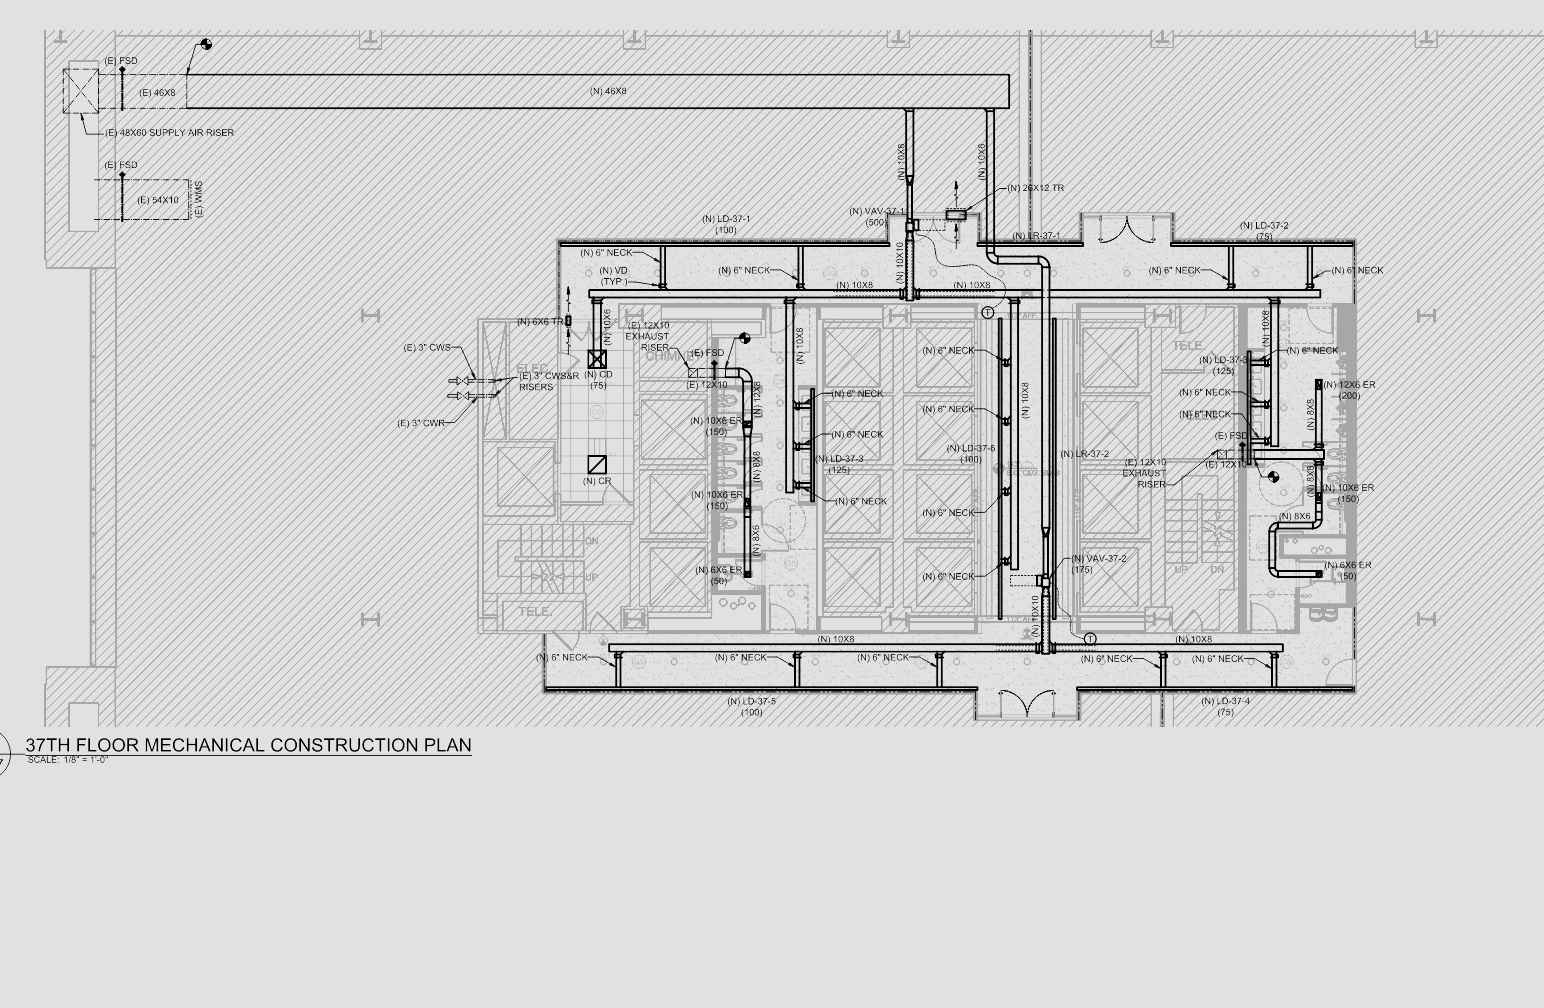 (E) FSD
(E) 46X8
(N) 46X8
(E) 48X60 SUPPLY AIR RISER
(E) FSD
(E) 54X10
(E) WMS
(N) 10X8
(N) 10X6
(N) 26X12 TR
(N) VAV-37-1
(500)
(N) LD-37-1
(100)
(N) LR-37-1
(N) LD-37-2
(75)
(N) 6" NECK
(N) 6" NECK
(N) 6" NECK
(N) 6" NECK
(N) VD
(TYP.)
(N) 10X10
(N) 10X8
(N) 10X8
(N) 6X6 TR
(N) 10X6
(E) 12X10
EXHAUST
RISER
(E) FSD
(E) 12X10
(N) 10X8
(N) 10X8
TELE.
(E) 3" CWS
(E) 3" CWS&R
RISERS
(E) 3" CWR
ELEC.
CHIMNEY
(N) CD
(75)
(N) CR
(N) 12X8
(N) 10X6 ER
(150)
(N) 8X8
(N) 10X6 ER
(150)
(N) 8X6
(N) 6X6 ER
(50)
(N) 6" NECK
(N) 6" NECK
(N) LD-37-3
(125)
(N) 6" NECK
(N) 6" NECK
(N) 6" NECK
(N) 10X8
(N) LD-37-6
(100)
(N) LR-37-2
(N) 6" NECK
(N) 6" NECK
(N) LD-37-3
(125)
(N) 6" NECK
(N) 6" NECK
(N) 6" NECK
(N) 12X6 ER
(200)
(N) 8X8
(E) FSD
(E) 12X10
(E) 12X10
EXHAUST
RISER
(N) 8X8
(N) 10X6 ER
(150)
(N) 8X6
(N) 6X6 ER
(50)
(N) VAV-37-2
(175)
(N) 10X10
DN
UP
TELE.
UP
DN
T
T
(N) 10X8
(N) 10X8
(N) 6" NECK
(N) 6" NECK
(N) 6" NECK
(N) 6" NECK
(N) 6" NECK
(N) LD-37-5
(100)
(N) LD-37-4
(75)
37TH FLOOR MECHANICAL CONSTRUCTION PLAN
SCALE: 1/8" = 1'-0"